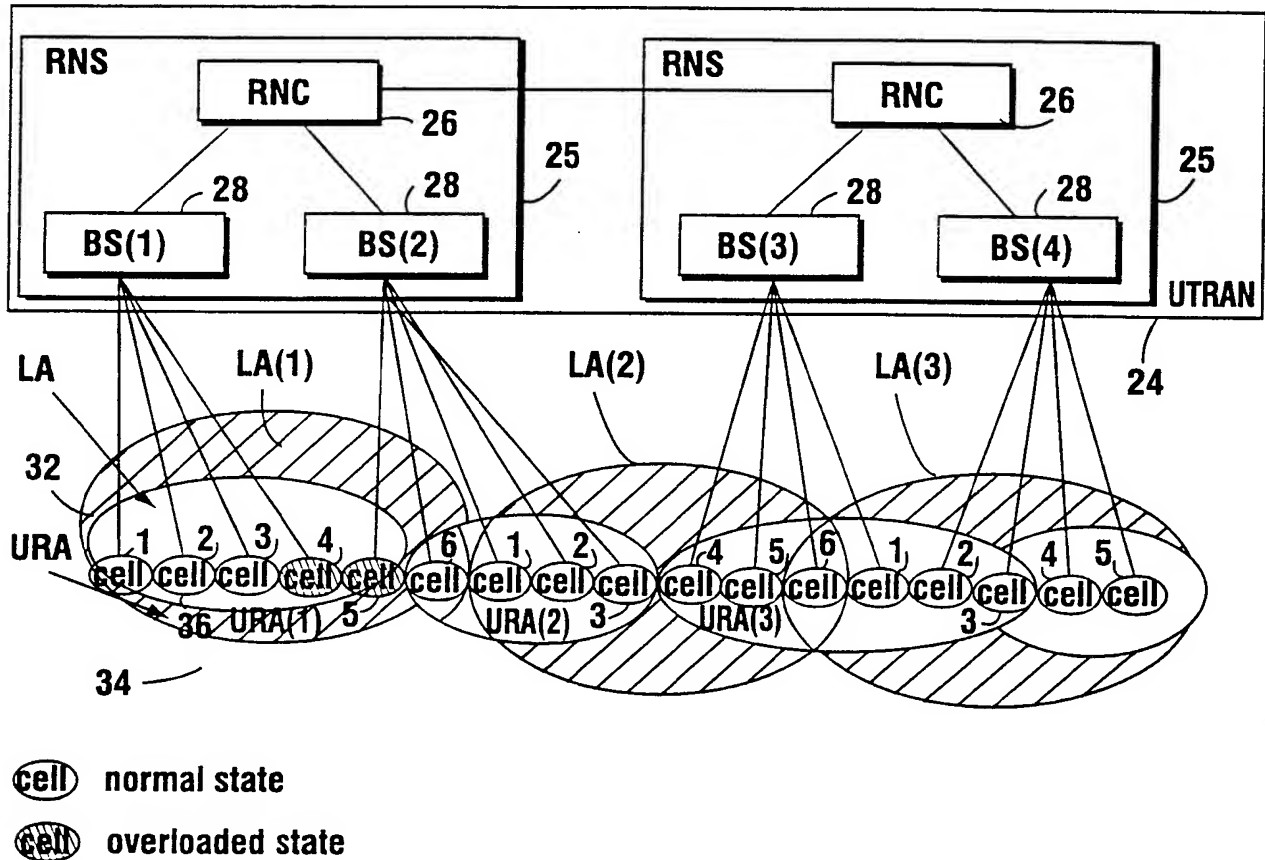 RNS
RNC
26
25
28
BS(1)
28
BS(2)
RNS
RNC
26
25
28
BS(3)
28
BS(4)
UTRAN
24
LA
LA(1)
LA(2)
LA(3)
32
URA
1 2 3 4 6 1 2 4 5 6 1 2 4 5
cell cell cell cell cell cell cell cell cell cell cell cell cell cell cell cell cell
36 URA(1) 5 URA(2) 3 URA(3) 3
34
cell normal state
cell overloaded state